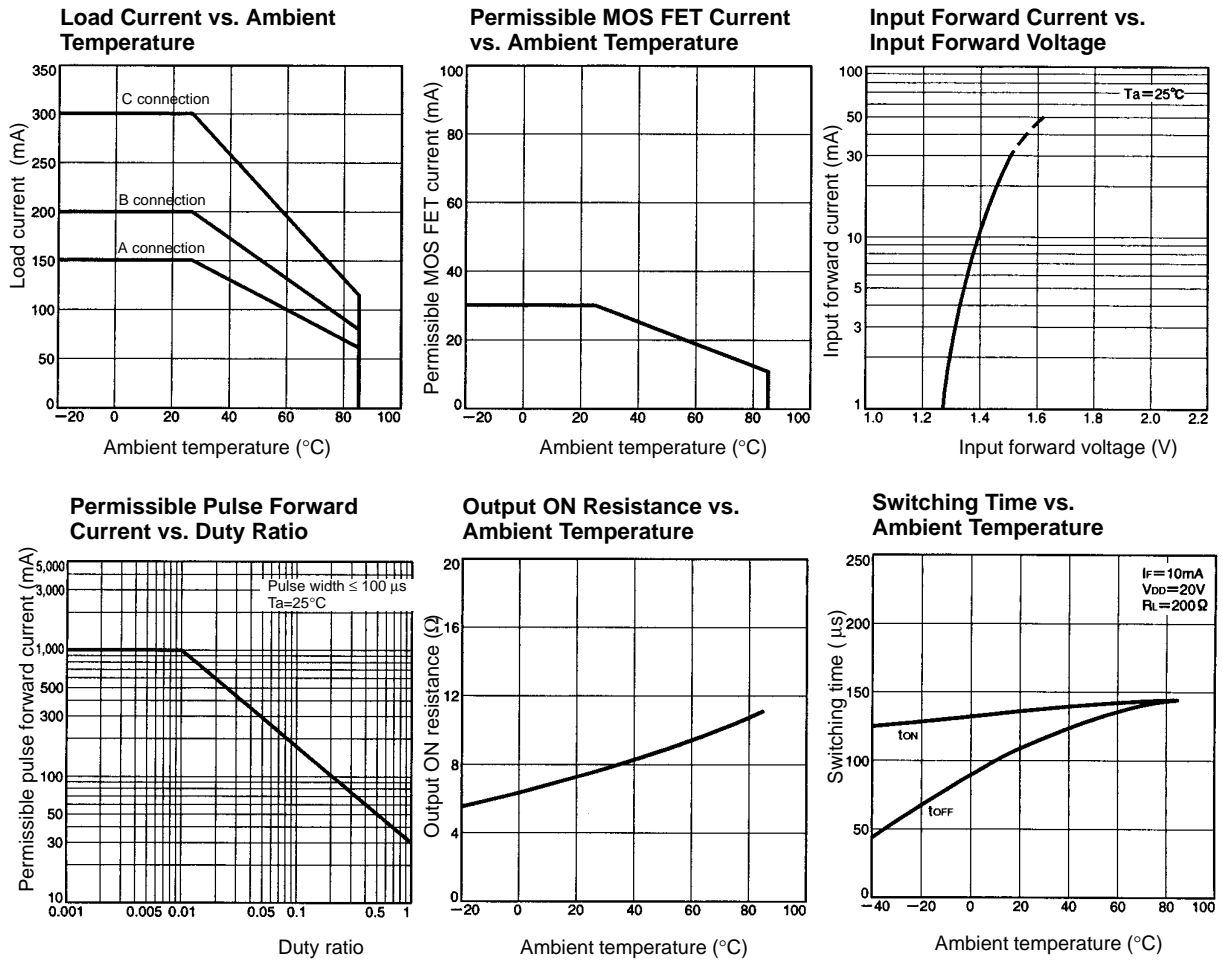 Load Current vs. Ambient
Temperature
350
300
250
200
150
100
50
0
C connection
B connection
A connection
Load current (mA)
−20 0 20 40 60 80 100
Ambient temperature (°C)
Permissible MOS FET Current
vs. Ambient Temperature
100
80
60
40
20
0
Permissible MOS FET current (mA)
−20 0 20 40 60 80 100
Ambient temperature (°C)
Input Forward Current vs.
Input Forward Voltage
100
50
30
10
5
3
1
Ta=25°C
Input forward current (mA)
1.0 1.2 1.4 1.6 1.8 2.0 2.2
Input forward voltage (V)
Permissible Pulse Forward
Current vs. Duty Ratio
5,000
3,000
1,000
500
300
100
50
30
10
Pulse width ≤ 100 μs
Ta=25°C
Permissible pulse forward current (mA)
0.001 0.005 0.01 0.05 0.1 0.5 1
Duty ratio
Output ON Resistance vs.
Ambient Temperature
20
16
12
8
4
0
Output ON resistance (Ω)
−20 0 20 40 60 80 100
Ambient temperature (°C)
Switching Time vs.
Ambient Temperature
250
200
150
100
50
0
IF=10mA
VDD=20V
RL=200Ω
tON
tOFF
Switching time ( μs)
−40 −20 0 20 40 60 80 100
Ambient temperature (°C)